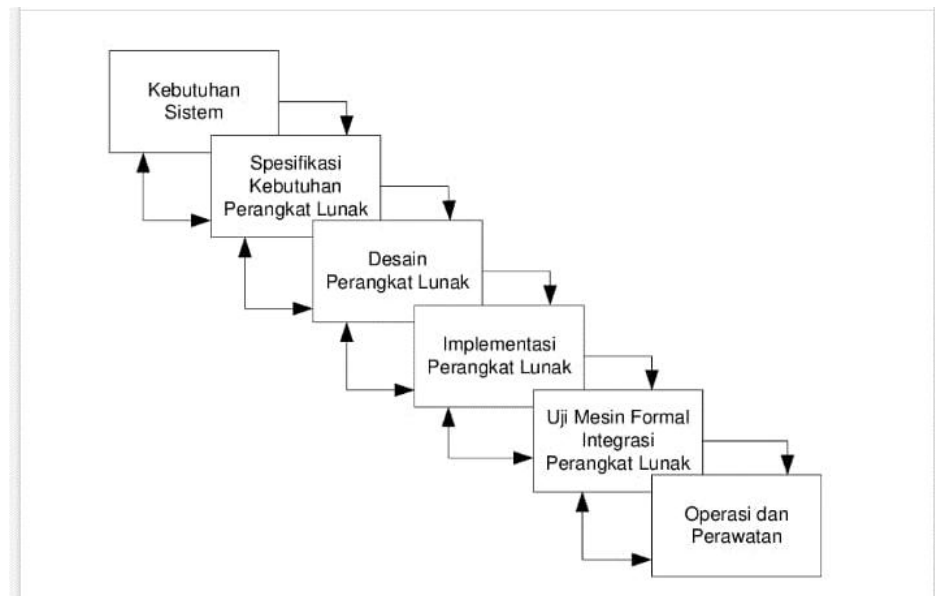 Kebutuhan
Sistem
Spesifikasi
Kebutuhan
Perangkat Lunak
Desain
Perangkat Lunak
Implementasi
Perangkat Lunak
Uji Mesin Formal
Integrasi
Perangkat Lunak
Operasi dan
Perawatan